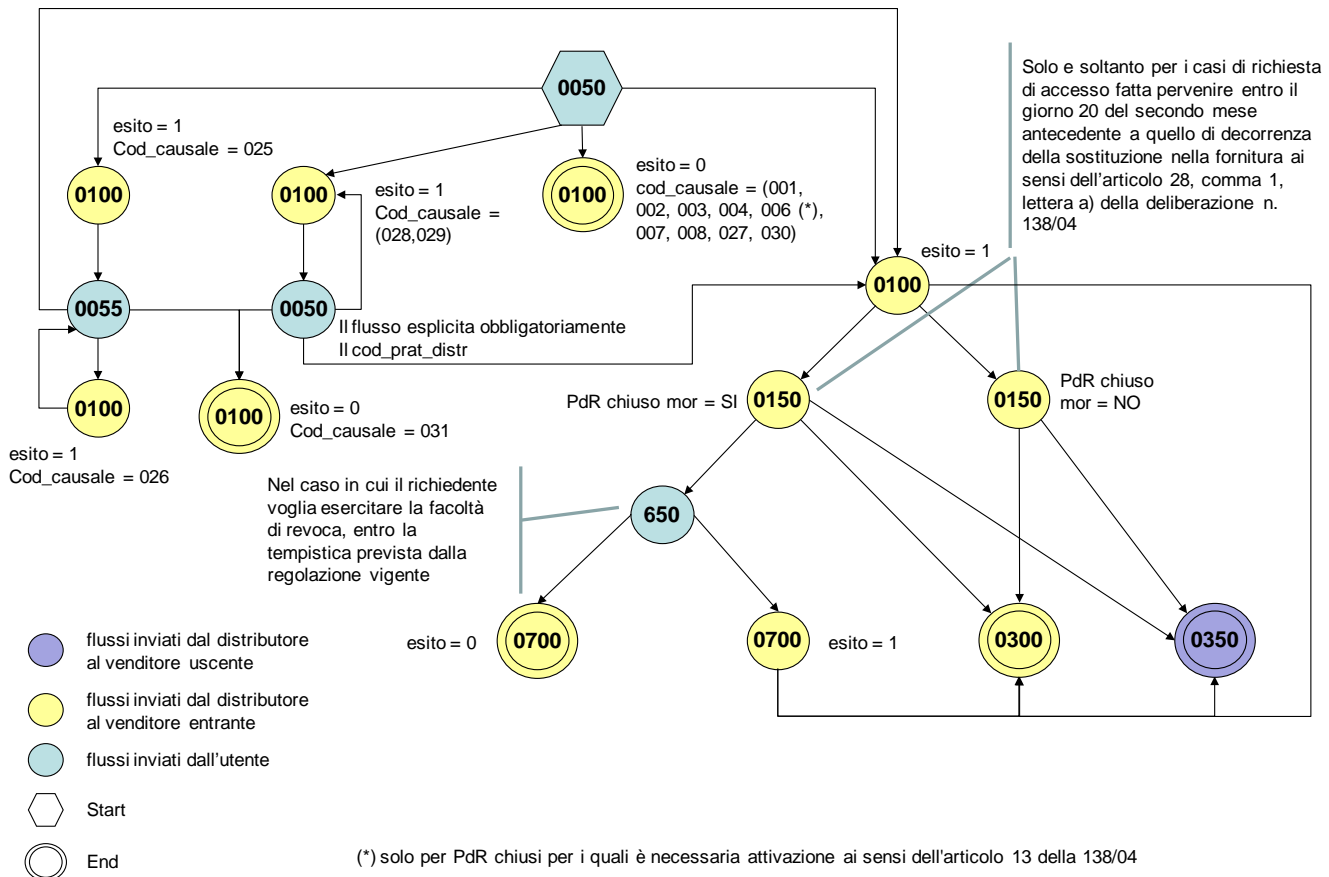 0050
Solo e soltanto per i casi di richiesta
di accesso fatta pervenire entro il
giorno 20 del secondo mese
antecedente a quello di decorrenza
della sostituzione nella fornitura ai
sensi dell'articolo 28, comma 1,
lettera a) della deliberazione n.
138/04
esito = 1
Cod_causale = 025
0100
0100
esito = 1
Cod_causale =
(028,029)
0100
esito = 0
cod_causale = (001,
002, 003, 004, 006 (*),
007, 008, 027, 030)
esito = 1
0100
0055
0050
Il flusso esplicita obbligatoriamente
Il cod_prat_distr
0100
esito = 1
Cod_causale = 026
0100
esito = 0
Cod_causale = 031
PdR chiuso mor = SI
0150
0150
PdR chiuso
mor = NO
Nel caso in cui il richiedente
voglia esercitare la facoltà
di revoca, entro la
tempistica prevista dalla
regolazione vigente
650
esito = 0
0700
0700
esito = 1
0300
0350
flussi inviati dal distributore
al venditore uscente
flussi inviati dal distributore
al venditore entrante
flussi inviati dall'utente
Start
End
(*) solo per PdR chiusi per i quali è necessaria attivazione ai sensi dell'articolo 13 della 138/04